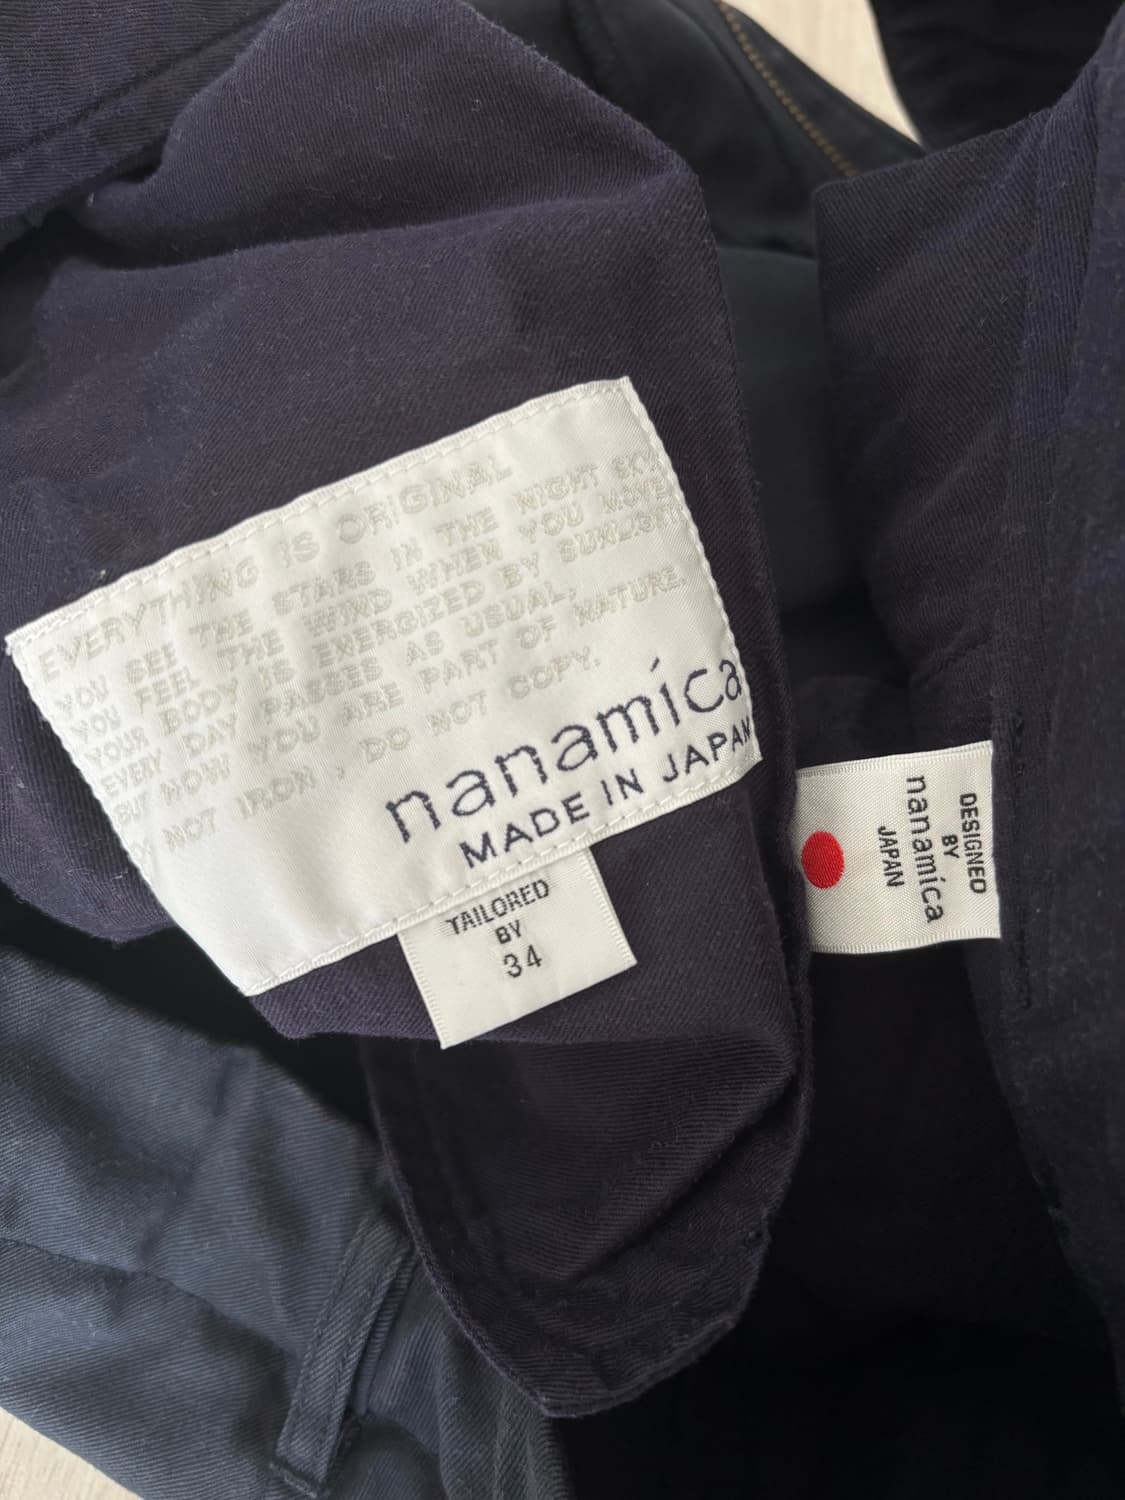 EVERYTHING IS ORIGINAL
YOU SEE THE STARS IN THE NIGHT SKY
YOU FEEL THE WIND WHEN YOU MOVE
YOUR BODY IS ENERGIZED BY SUNLIGHT
EVERY DAY PASSES AS USUAL,
BUT NOW YOU ARE PART OF NATURE.
NOT IRON, DO NOT COPY.
nanamica
MADE IN JAPAN
TAILORED
BY
34
DESIGNED
BY
nanamica
JAPAN